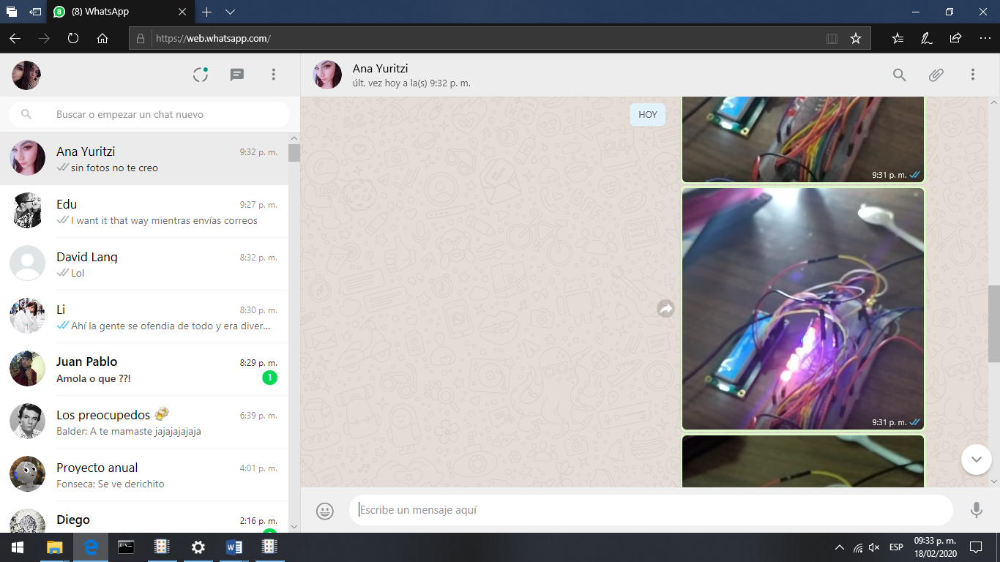 8
(8) WhatsApp
https://web.whatsapp.com/
Ana Yuritzi
últ. vez hoy a la(s) 9:32 p. m.
Buscar o empezar un chat nuevo
Ana Yuritzi 9:32 p. m.
sin fotos no te creo
Edu 9:27 p. m.
I want it that way mientras envías correos
David Lang 8:32 p. m.
Lol
Li 8:30 p. m.
Ahí la gente se ofendia de todo y era diver...
Juan Pablo 8:29 p. m.
Amola o que ??! 1
Los preocupedos 🍻 6:39 p. m.
Balder: A te mamaste jajajajajaja
Proyecto anual 4:01 p. m.
Fonseca: Se ve derichito
Diego 2:16 p. m.
HOY
9:31 p. m.
9:31 p. m.
Escribe un mensaje aquí
ESP
09:33 p. m.
18/02/2020